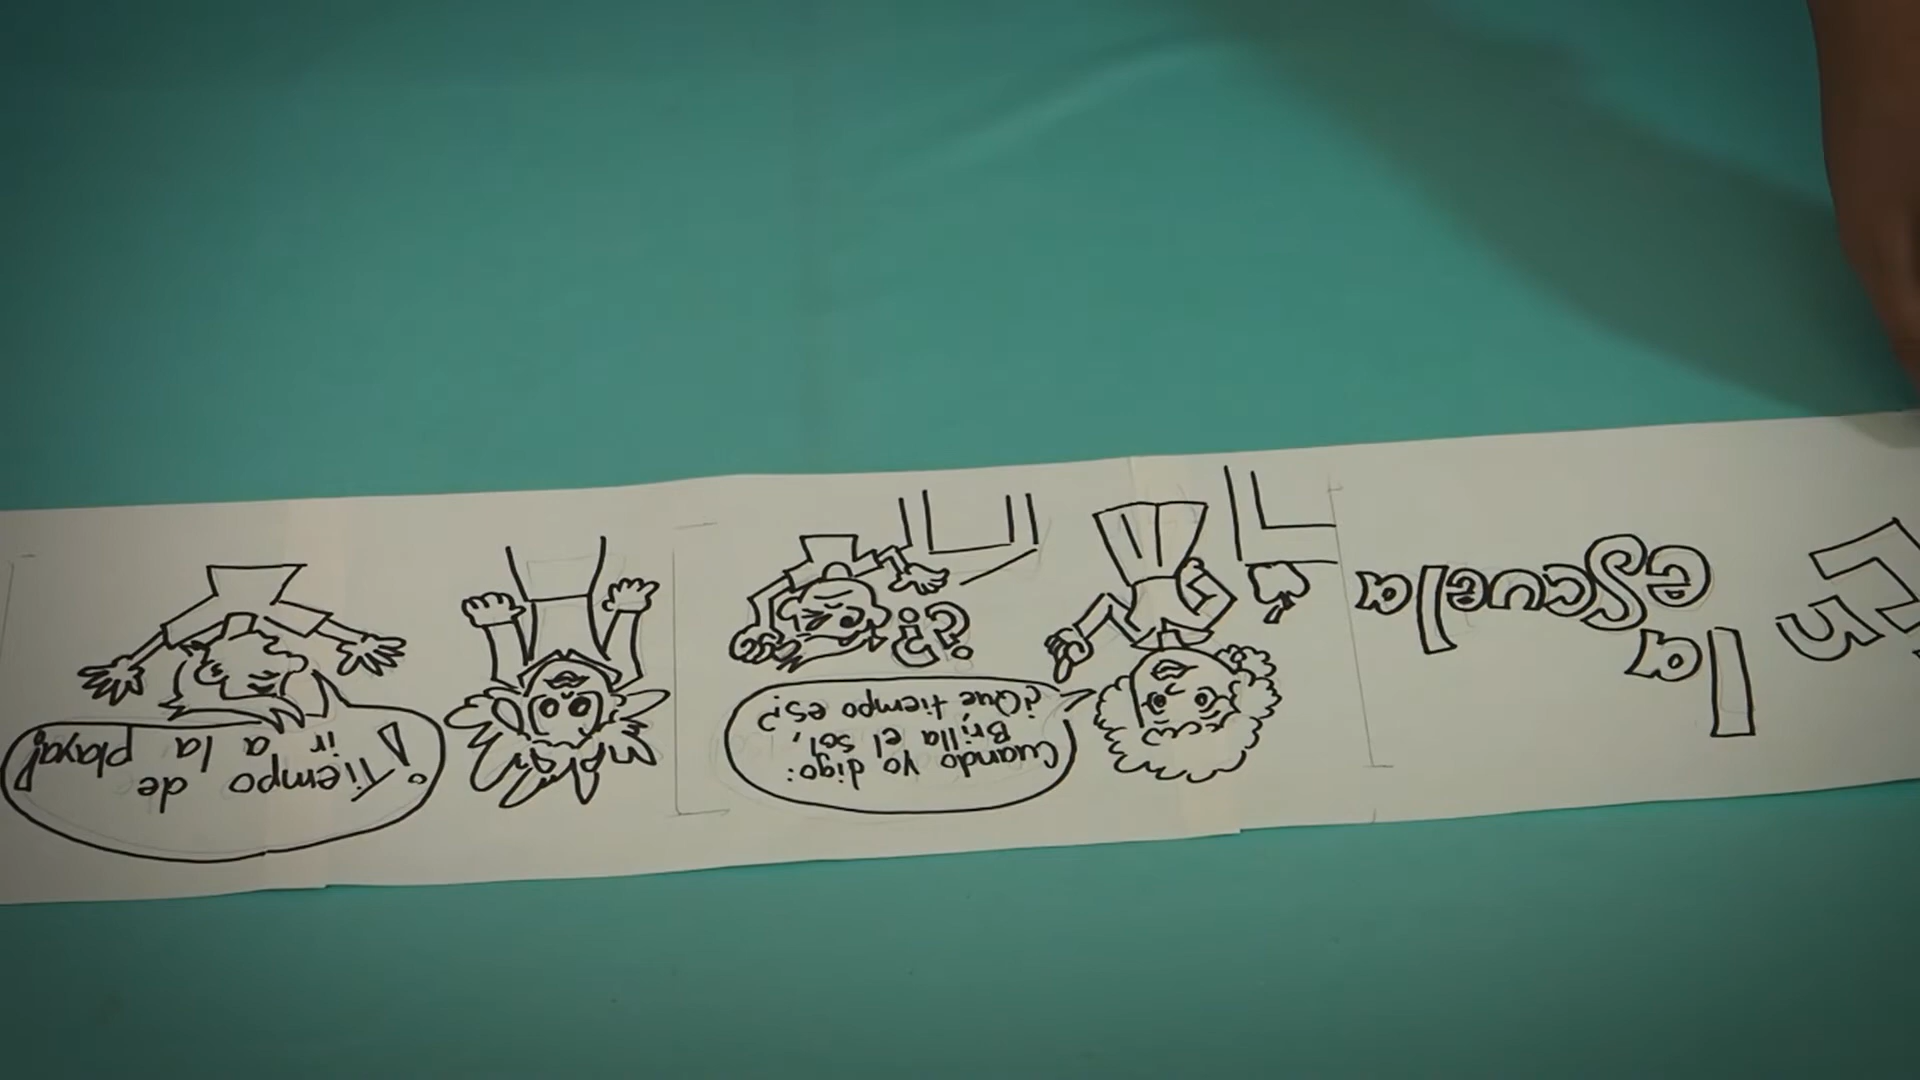 En
la
escuela
Cuando yo digo:
Brilla el sol,
¿Que tiempo es?
¿?
¡Tiempo de
ir a la playa!